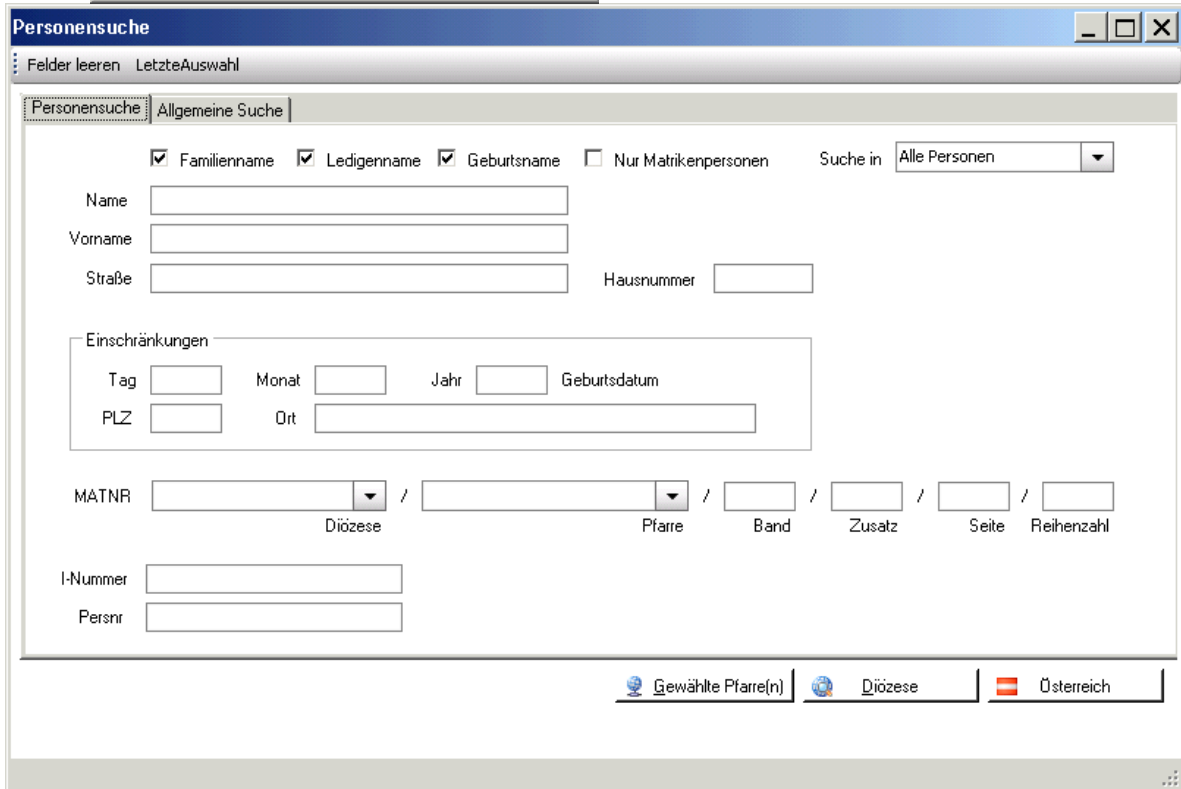 Personensuche
Felder leeren LetzteAuswahl
Personensuche Allgemeine Suche
Familienname Ledigenname Geburtsname Nur Matrikenpersonen Suche in Alle Personen
Name
Vorname
Straße Hausnummer
Einschränkungen
Tag Monat Jahr Geburtsdatum
PLZ Ort
MATNR / / / / /
Diözese Pfarre Band Zusatz Seite Reihenzahl
I-Nummer
Persnr
Gewählte Pfarre(n) Diözese Österreich